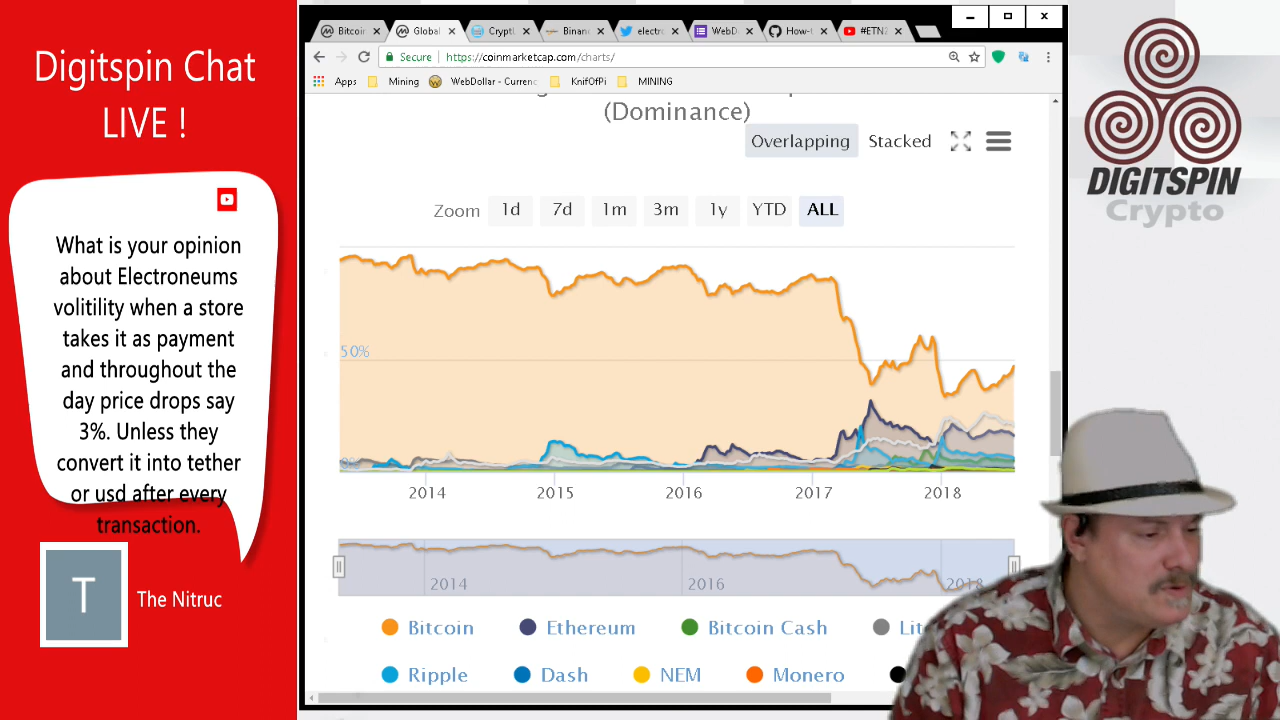 Digitspin Chat
LIVE !
What is your opinion
about Electroneums
volitility when a store
takes it as payment
and throughout the
day price drops say
3%. Unless they
convert it into tether
or usd after every
transaction.
T
The Nitruc
Bitcoin
Global
Crypt
Binan
electr
WebD
How-
#ETN
Secure
https://coinmarketcap.com/charts/
Apps
Mining
WebDollar - Currenc
KnifOfPi
MINING
(Dominance)
Overlapping
Stacked
Zoom
1d
7d
1m
3m
1y
YTD
ALL
50%
0%
2014
2015
2016
2017
2018
2014
2016
2018
Bitcoin
Ethereum
Bitcoin Cash
Lit
Ripple
Dash
NEM
Monero
DIGITSPIN
Crypto